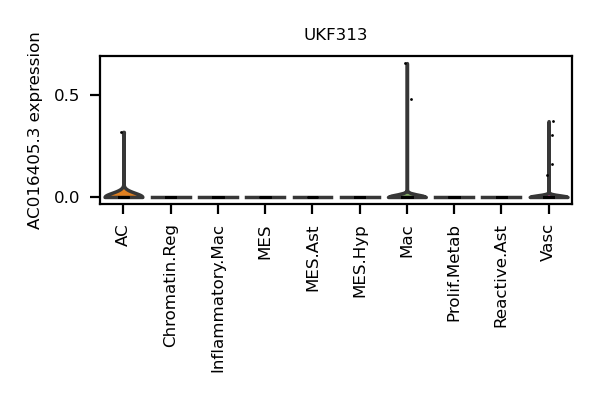 UKF313
AC016405.3 expression
0.5
0.0
AC
Chromatin.Reg
Inflammatory.Mac
MES
MES.Ast
MES.Hyp
Mac
Prolif.Metab
Reactive.Ast
Vasc